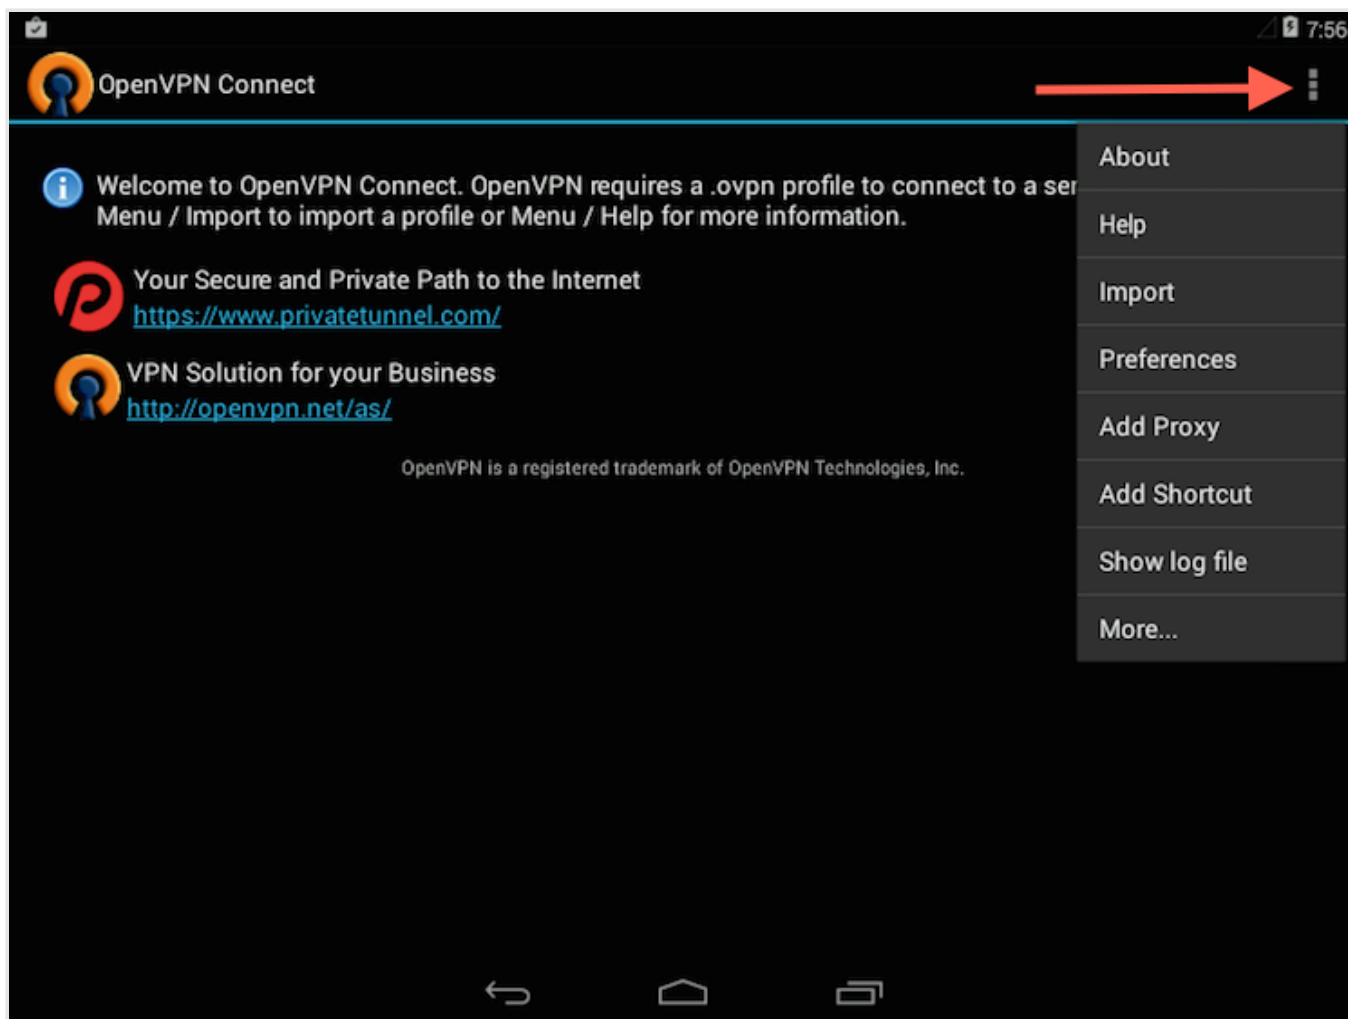 7:56
OpenVPN Connect
Welcome to OpenVPN Connect. OpenVPN requires a .ovpn profile to connect to a ser
Menu / Import to import a profile or Menu / Help for more information.
Your Secure and Private Path to the Internet
https://www.privatetunnel.com/
VPN Solution for your Business
http://openvpn.net/as/
OpenVPN is a registered trademark of OpenVPN Technologies, Inc.
About
Help
Import
Preferences
Add Proxy
Add Shortcut
Show log file
More...